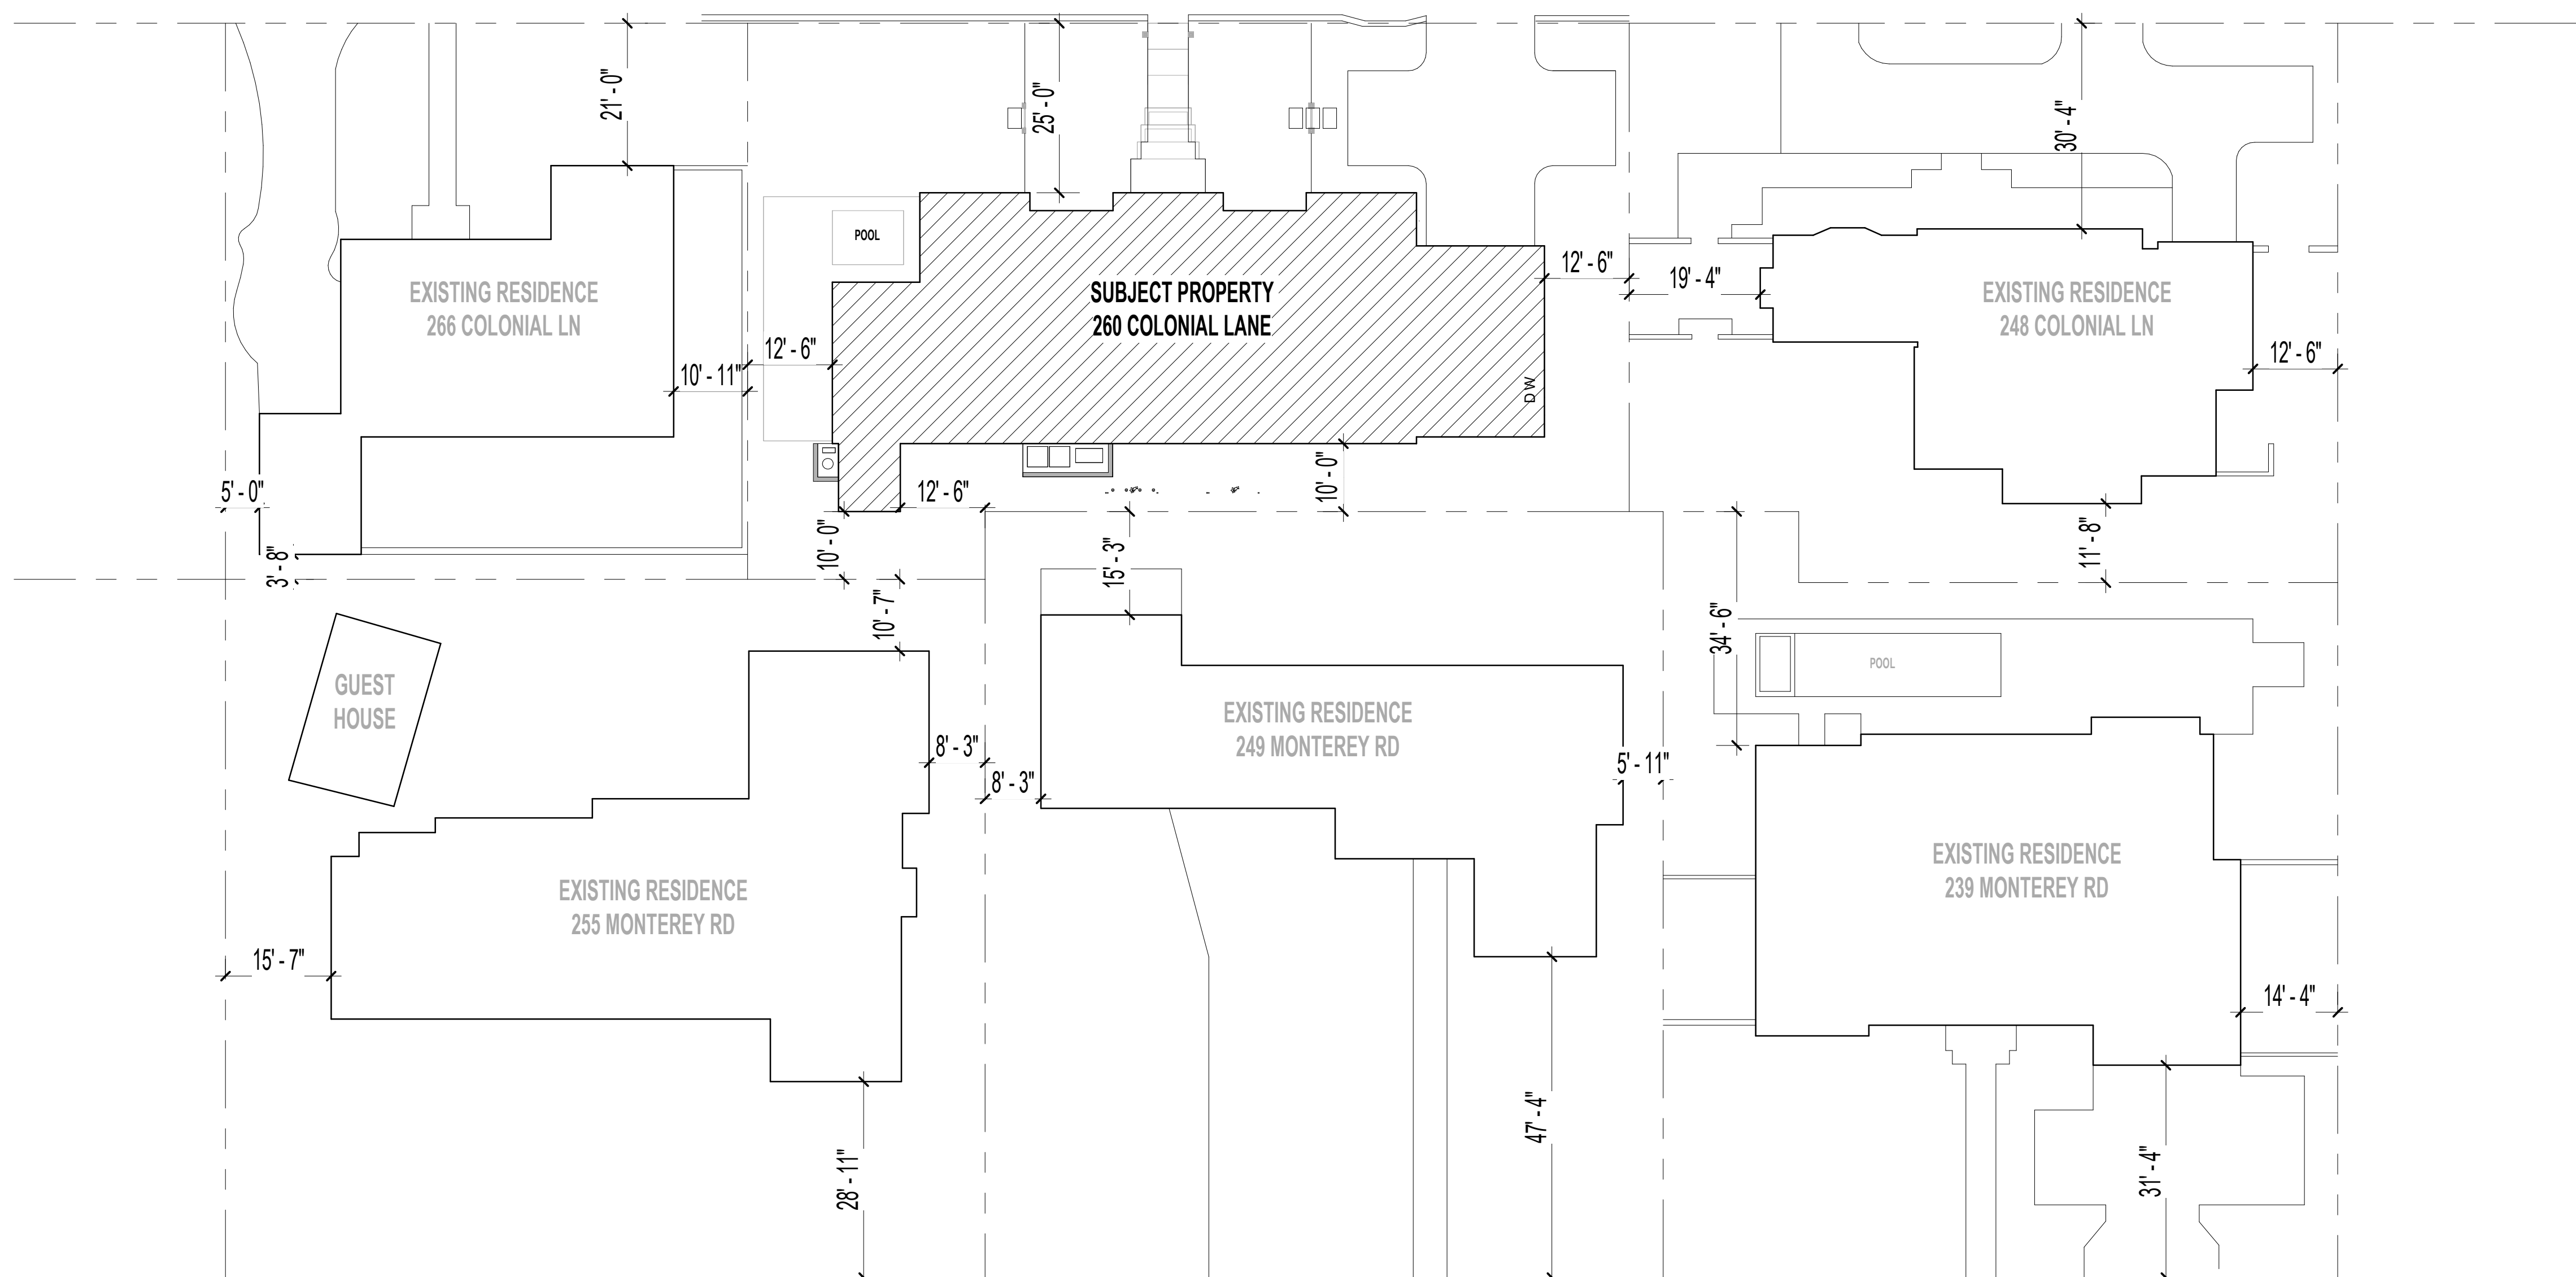 21' - 0"
25' - 0"
30' - 4"
POOL
EXISTING RESIDENCE
266 COLONIAL LN
SUBJECT PROPERTY
260 COLONIAL LANE
12' - 6"
19' - 4"
EXISTING RESIDENCE
248 COLONIAL LN
12' - 6"
12' - 6"
10' - 11"
DW
5' - 0"
12' - 6"
10' - 0"
3' - 8"
10' - 0"
15' - 3"
11' - 8"
10' - 7"
34' - 6"
GUEST
HOUSE
POOL
EXISTING RESIDENCE
249 MONTEREY RD
8' - 3"
8' - 3"
5' - 11"
EXISTING RESIDENCE
255 MONTEREY RD
EXISTING RESIDENCE
239 MONTEREY RD
15' - 7"
14' - 4"
28' - 11"
47' - 4"
31' - 4"